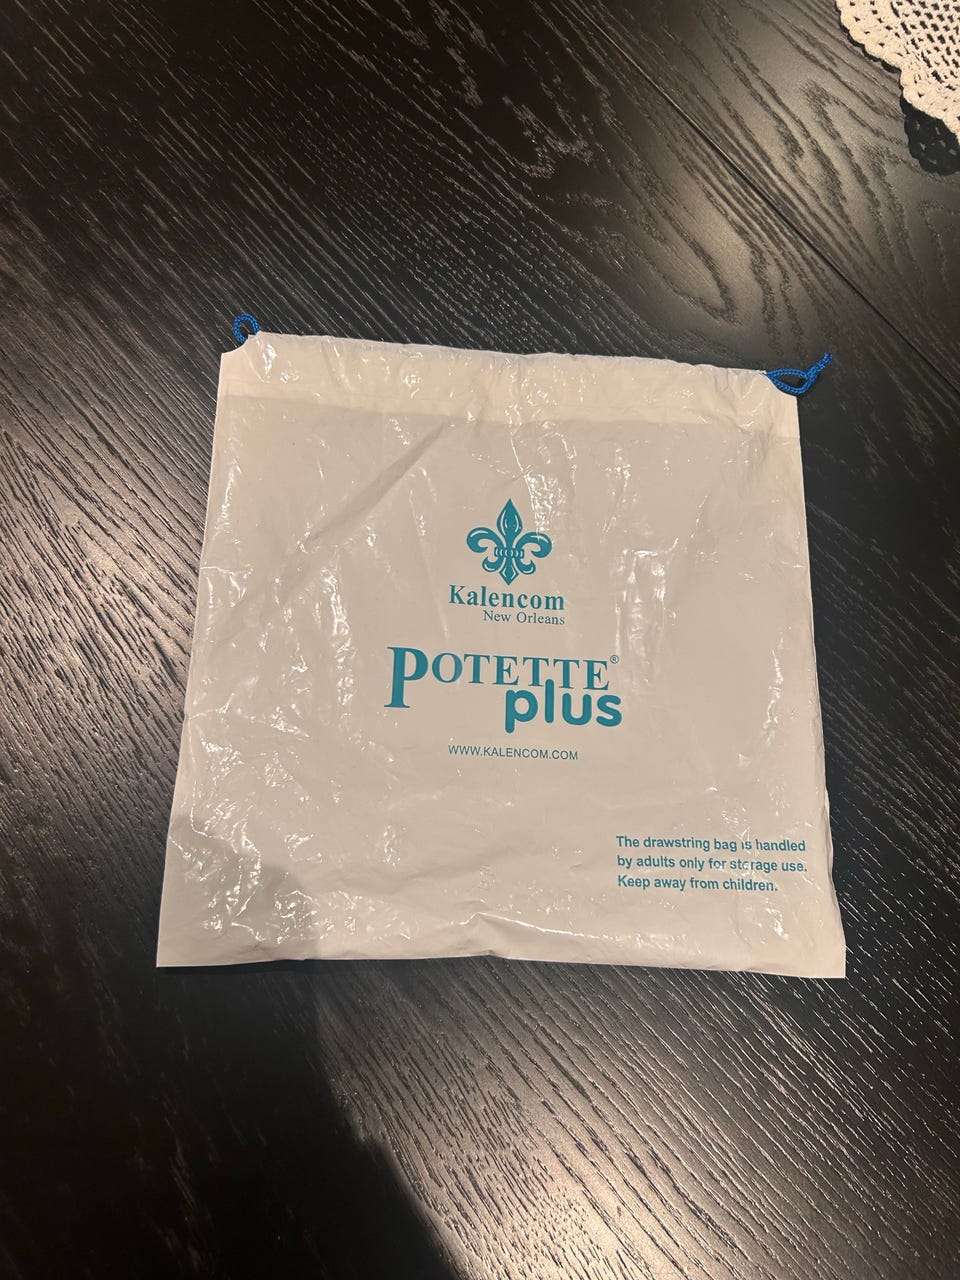 Kalencom
New Orleans
POTETTE®
plus
WWW.KALENCOM.COM
The drawstring bag is handled
by adults only for storage use.
Keep away from children.